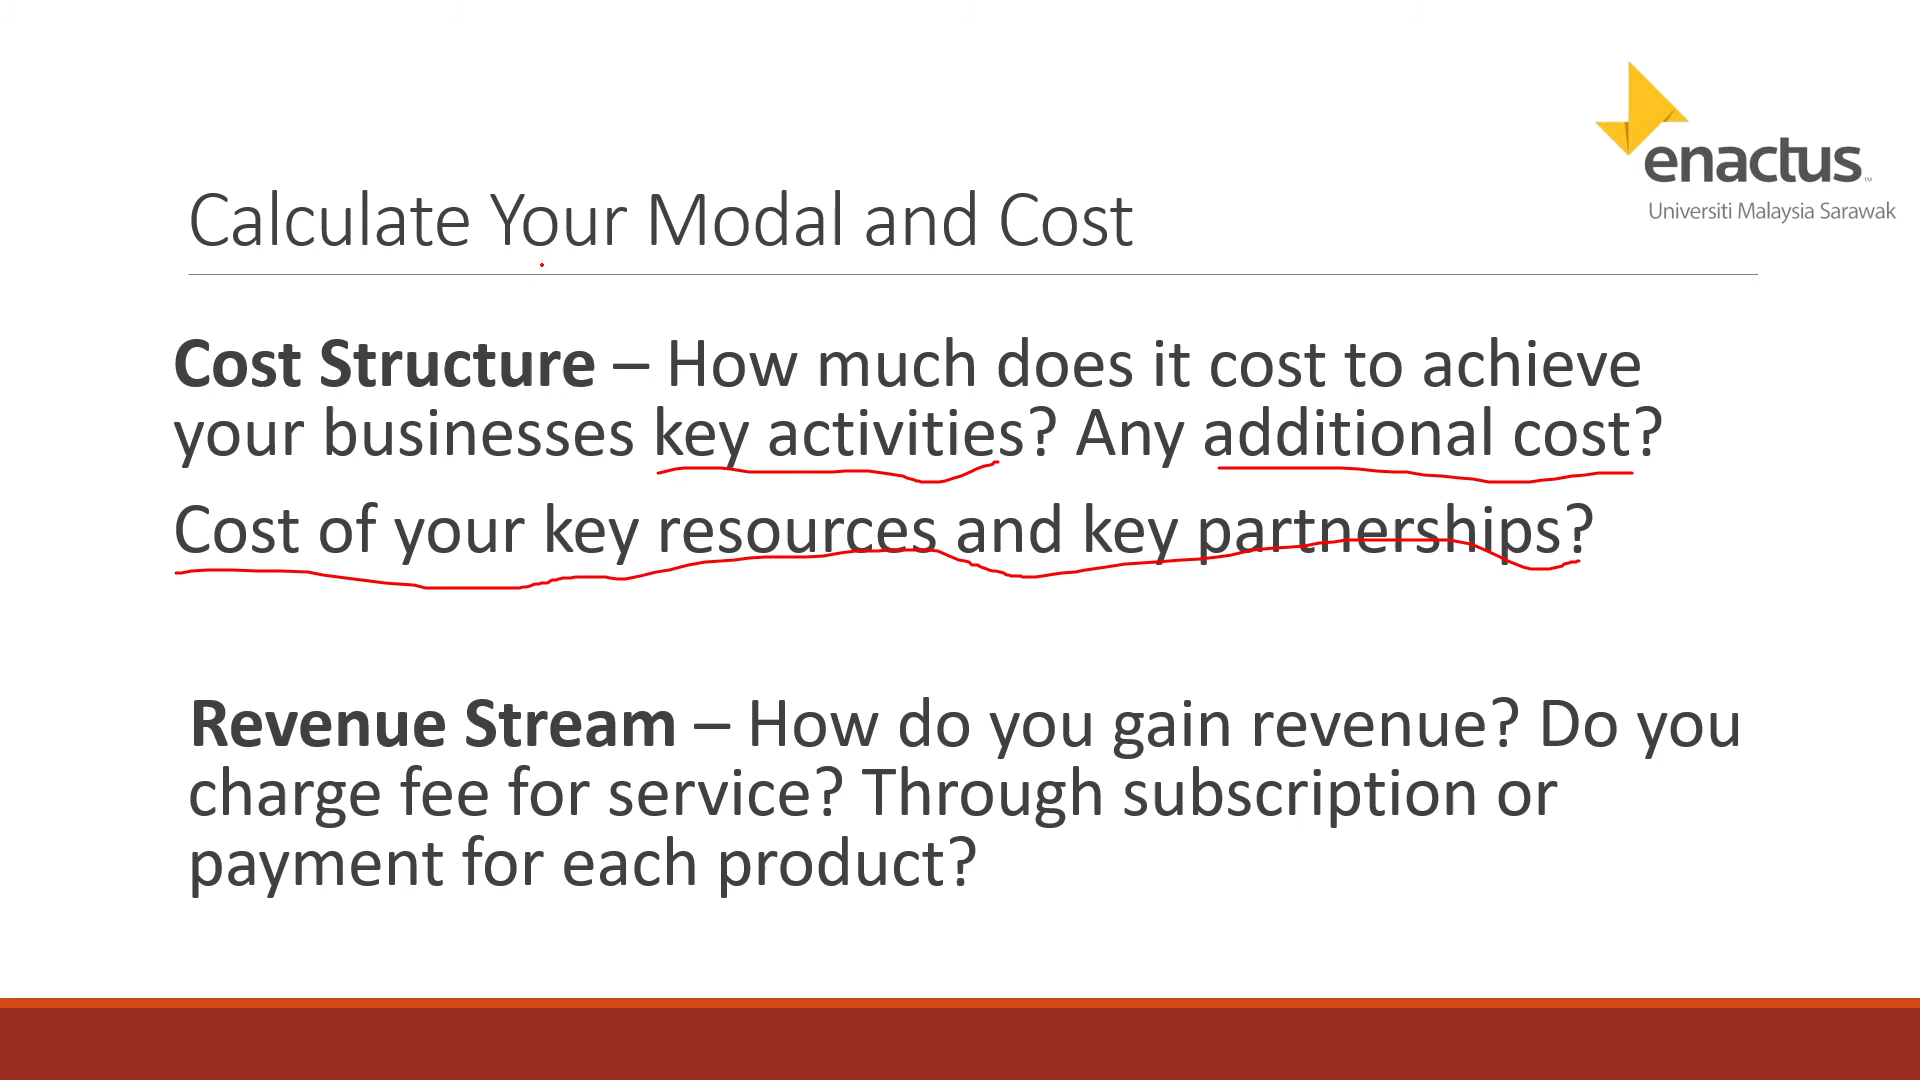 enactus™
Universiti Malaysia Sarawak
Calculate Your Modal and Cost
Cost Structure – How much does it cost to achieve
your businesses key activities? Any additional cost?
Cost of your key resources and key partnerships?
Revenue Stream – How do you gain revenue? Do you
charge fee for service? Through subscription or
payment for each product?